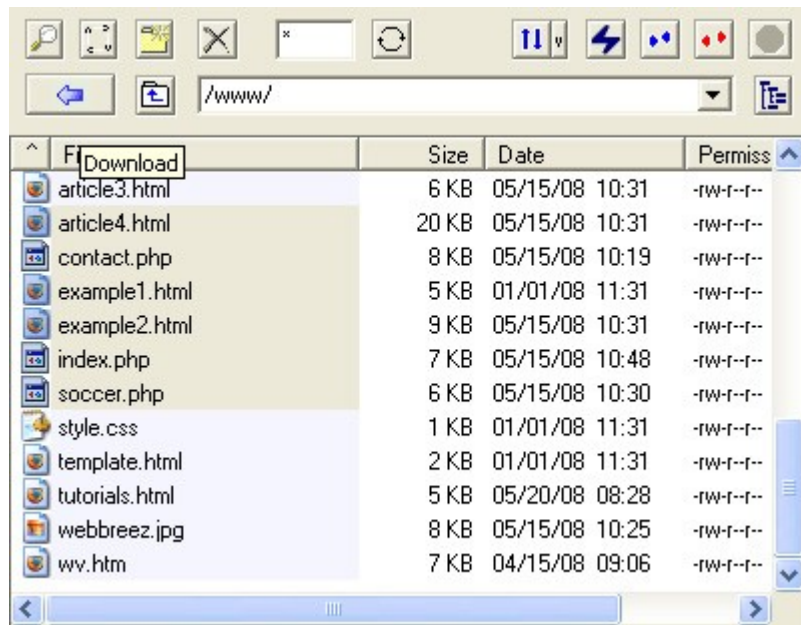 *
/www/
^ Fi Size Date Permiss
Download
article3.html 6 KB 05/15/08 10:31 -rw-r--r--
article4.html 20 KB 05/15/08 10:31 -rw-r--r--
contact.php 8 KB 05/15/08 10:19 -rw-r--r--
example1.html 5 KB 01/01/08 11:31 -rw-r--r--
example2.html 9 KB 05/15/08 10:31 -rw-r--r--
index.php 7 KB 05/15/08 10:48 -rw-r--r--
soccer.php 6 KB 05/15/08 10:30 -rw-r--r--
style.css 1 KB 01/01/08 11:31 -rw-r--r--
template.html 2 KB 01/01/08 11:31 -rw-r--r--
tutorials.html 5 KB 05/20/08 08:28 -rw-r--r--
webbreez.jpg 8 KB 05/15/08 10:25 -rw-r--r--
wv.htm 7 KB 04/15/08 09:06 -rw-r--r--